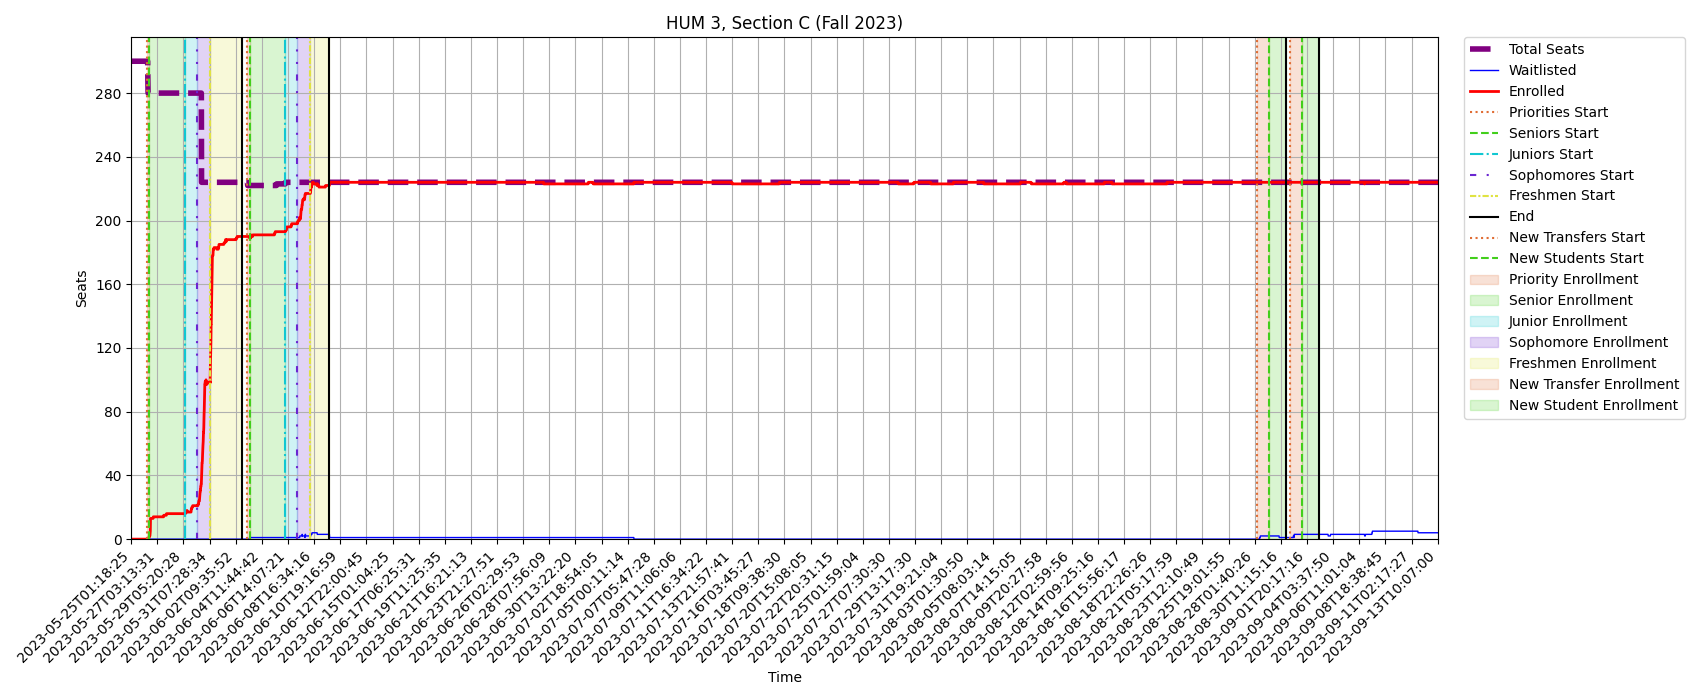 HUM 3, Section C (Fall 2023)
Seats
280
240
200
160
120
80
40
0
2023-05-25T01:18:25
2023-05-27T03:13:31
2023-05-29T05:20:28
2023-05-31T07:28:34
2023-06-02T09:35:52
2023-06-04T11:44:42
2023-06-06T14:07:21
2023-06-08T16:34:16
2023-06-10T19:16:59
2023-06-12T22:00:45
2023-06-15T01:04:25
2023-06-17T06:25:31
2023-06-19T11:25:35
2023-06-21T16:21:13
2023-06-23T21:27:51
2023-06-26T02:29:53
2023-06-28T07:56:09
2023-06-30T13:22:20
2023-07-02T18:54:05
2023-07-05T00:11:14
2023-07-07T05:47:28
2023-07-09T11:06:06
2023-07-11T16:34:22
2023-07-13T21:57:41
2023-07-16T03:45:27
2023-07-18T09:38:30
2023-07-20T15:08:05
2023-07-22T20:31:15
2023-07-25T01:59:04
2023-07-27T07:30:30
2023-07-29T13:17:30
2023-07-31T19:21:04
2023-08-03T01:30:50
2023-08-05T08:03:14
2023-08-07T14:15:05
2023-08-09T20:27:58
2023-08-12T02:59:56
2023-08-14T09:25:16
2023-08-16T15:56:17
2023-08-18T22:26:26
2023-08-21T05:17:59
2023-08-23T12:10:49
2023-08-25T19:01:55
2023-08-28T01:40:26
2023-08-30T11:15:16
2023-09-01T20:17:16
2023-09-04T03:37:50
2023-09-06T11:01:04
2023-09-08T18:38:45
2023-09-11T02:17:27
2023-09-13T10:07:00
Time
Total Seats
Waitlisted
Enrolled
Priorities Start
Seniors Start
Juniors Start
Sophomores Start
Freshmen Start
End
New Transfers Start
New Students Start
Priority Enrollment
Senior Enrollment
Junior Enrollment
Sophomore Enrollment
Freshmen Enrollment
New Transfer Enrollment
New Student Enrollment